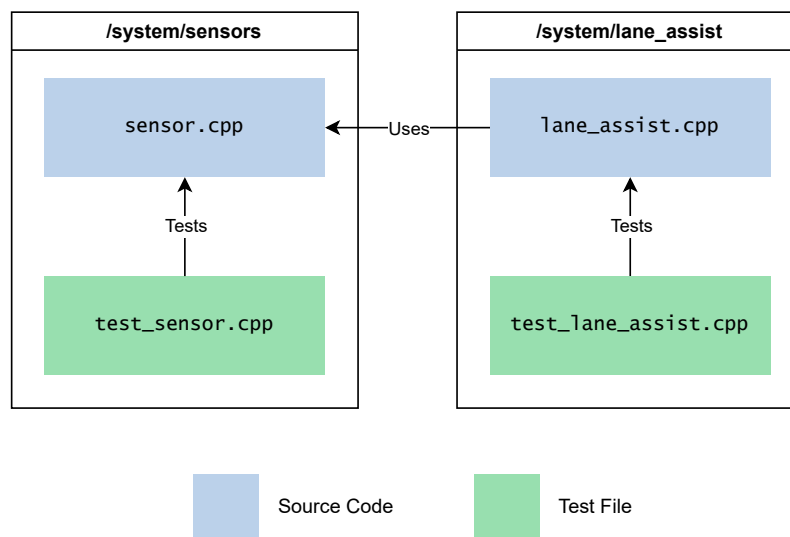 /system/sensors
/system/lane_assist
sensor.cpp
Uses
lane_assist.cpp
Tests
Tests
test_sensor.cpp
test_lane_assist.cpp
Source Code
Test File